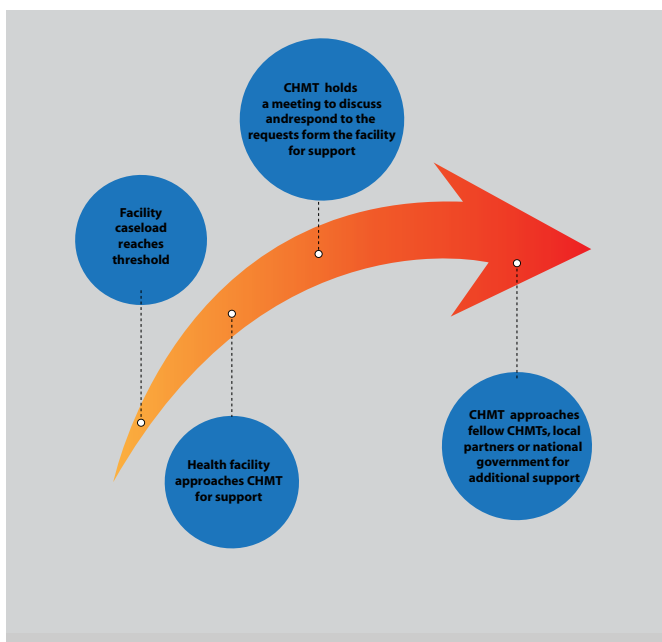 Facility
caseload
reaches
threshold
Health facility
approaches CHMT
for support
CHMT holds
a meeting to discuss
andrespond to the
requests form the facility
for support
CHMT approaches
fellow CHMTs, local
partners or national
government for
additional support